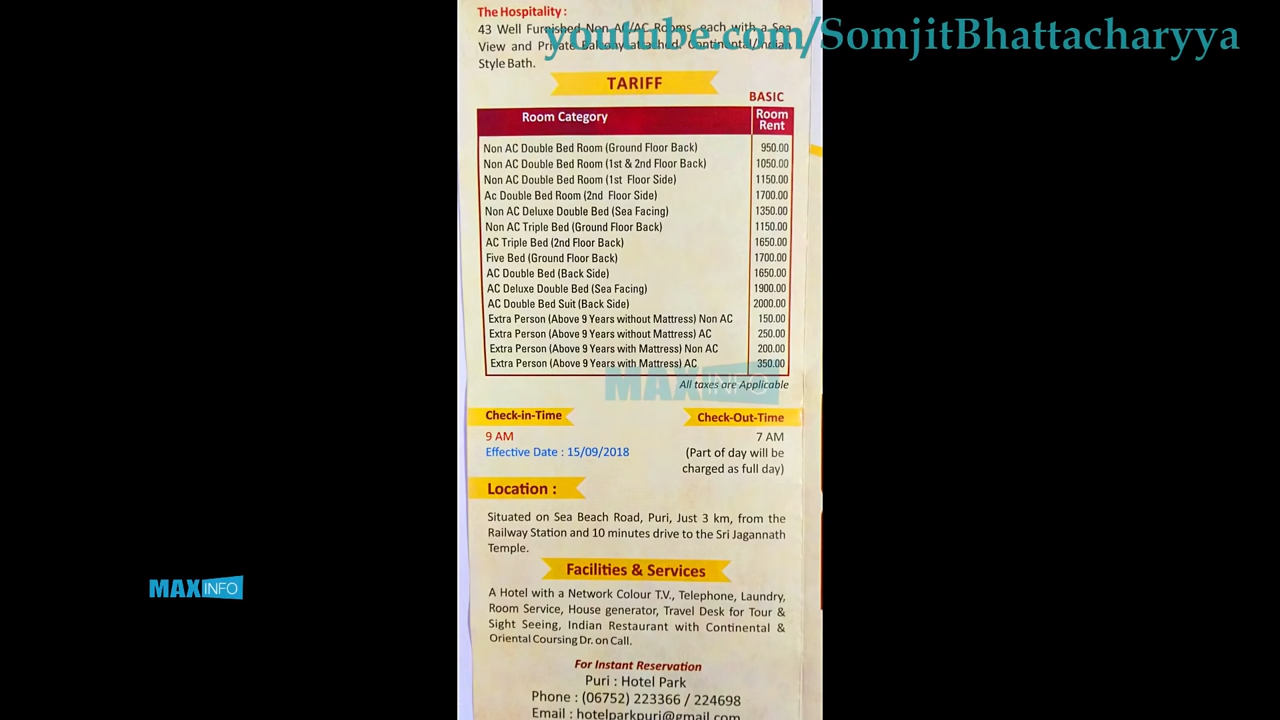 The Hospitality :
youtube.com/SomjitBhattacharyya
43 Well Furnished Non AC/AC Rooms, each with a Sea
View and Private Balcony attached. Continental/Indian
Style Bath.
TARIFF
BASIC
Room Category Room Rent
Non AC Double Bed Room (Ground Floor Back) 950.00
Non AC Double Bed Room (1st & 2nd Floor Back) 1050.00
Non AC Double Bed Room (1st Floor Side) 1150.00
Ac Double Bed Room (2nd Floor Side) 1700.00
Non AC Deluxe Double Bed (Sea Facing) 1350.00
Non AC Triple Bed (Ground Floor Back) 1150.00
AC Triple Bed (2nd Floor Back) 1650.00
Five Bed (Ground Floor Back) 1700.00
AC Double Bed (Back Side) 1650.00
AC Deluxe Double Bed (Sea Facing) 1900.00
AC Double Bed Suit (Back Side) 2000.00
Extra Person (Above 9 Years without Mattress) Non AC 150.00
Extra Person (Above 9 Years without Mattress) AC 250.00
Extra Person (Above 9 Years with Mattress) Non AC 200.00
Extra Person (Above 9 Years with Mattress) AC 350.00
MAXINFO
All taxes are Applicable
Check-in-Time Check-Out-Time
9 AM 7 AM
Effective Date : 15/09/2018 (Part of day will be
charged as full day)
Location :
Situated on Sea Beach Road, Puri, Just 3 km, from the
Railway Station and 10 minutes drive to the Sri Jagannath
Temple.
Facilities & Services
MAXINFO
A Hotel with a Network Colour T.V., Telephone, Laundry,
Room Service, House generator, Travel Desk for Tour &
Sight Seeing, Indian Restaurant with Continental &
Oriental Coursing Dr. on Call.
For Instant Reservation
Puri : Hotel Park
Phone : (06752) 223366 / 224698
Email : hotelparkpuri@gmail.com